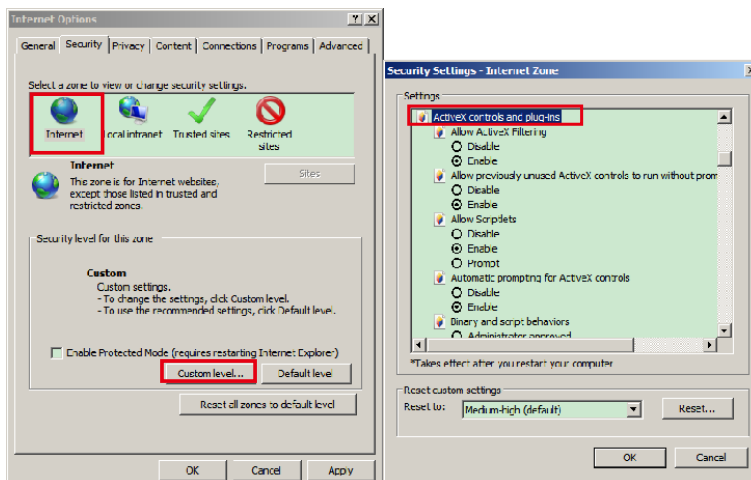 Internet Options
General Security Privacy Content Connections Programs Advanced
Select a zone to view or change security settings.
Internet Local intranet Trusted sites Restricted
sites
Internet
Sites
This zone is for Internet websites,
except those listed in trusted and
restricted zones.
Security level for this zone
Custom
Custom settings.
- To change the settings, click Custom level.
- To use the recommended settings, click Default level.
Enable Protected Mode (requires restarting Internet Explorer)
Custom level... Default level
Reset all zones to default level
OK Cancel Apply
Security Settings - Internet Zone
Settings
ActiveX controls and plug-ins
Allow ActiveX Filtering
Disable
Enable
Allow previously unused ActiveX controls to run without prom
Disable
Enable
Allow Scriptlets
Disable
Enable
Prompt
Automatic prompting for ActiveX controls
Disable
Enable
Binary and script behaviors
Administrator approved
*Takes effect after you restart your computer
Reset custom settings
Reset to: Medium-high (default) Reset...
OK Cancel